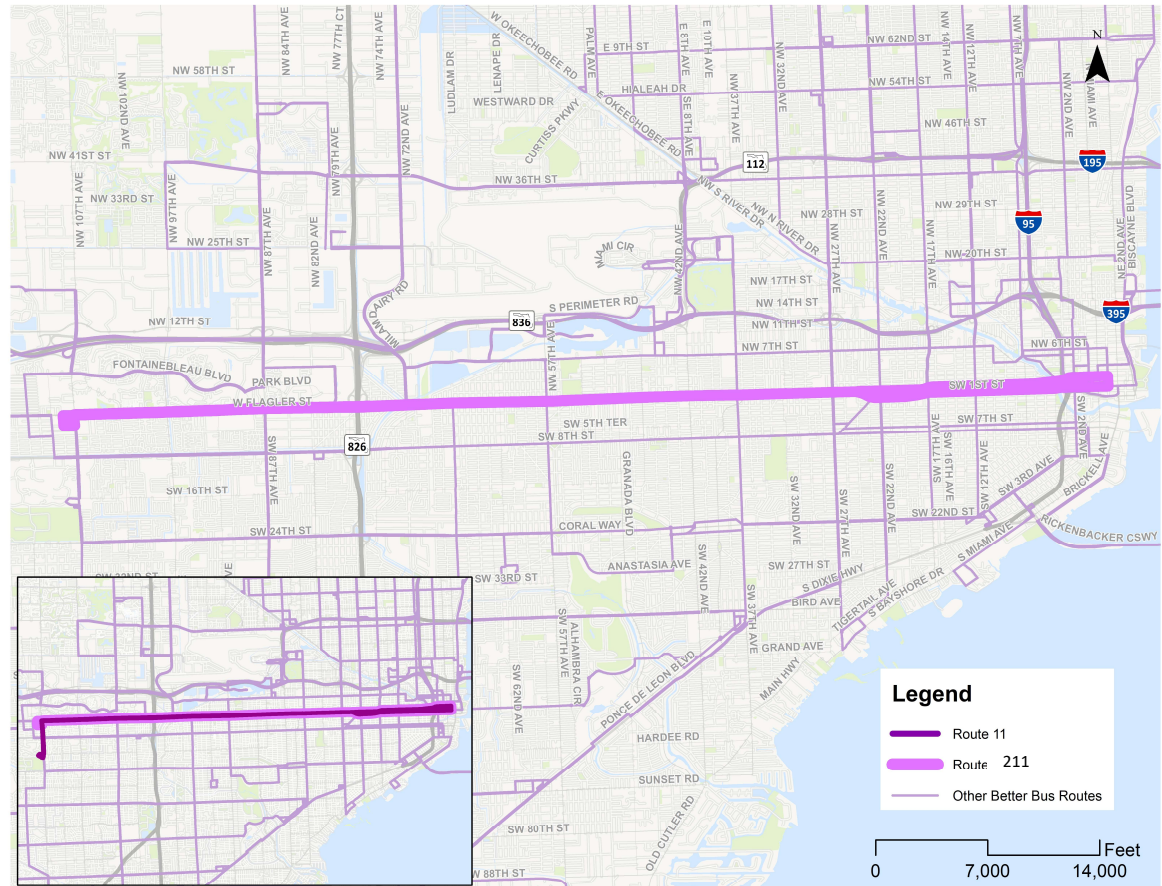 W OKEECHOBEE RD
E 9TH ST
NW 62ND ST
N
NW 84TH AVE
NW 77TH CT
NW 74TH AVE
LUDLAM DR
LENAPE DR
PALM AVE
E 8TH AVE
E 10TH AVE
NW 32ND AVE
NW 14TH AVE
NW 12TH AVE
NW 7TH AVE
NW 58TH ST
NW 102ND AVE
WESTWARD DR
HIALEAH DR
NW 54TH ST
E OKEECHOBEE RD
SE 8TH AVE
NW 37TH AVE
NW 2ND AVE
MIAMI AVE
CURTISS PKWY
NW 46TH ST
NW 41ST ST
NW 79TH AVE
NW 72ND AVE
112
195
NW 36TH ST
NW 107TH AVE
NW 33RD ST
NW 97TH AVE
NW 87TH AVE
NW 82ND AVE
NW S RIVER DR
NW N RIVER DR
NW 28TH ST
NW 29TH ST
NW 22ND AVE
NW 17TH AVE
95
NE 2ND AVE
BISCAYNE BLVD
NW 25TH ST
MI CIR
NW 42ND AVE
NW 27TH AVE
NW 20TH ST
NW 17TH ST
MILAM DAIRY RD
S PERIMETER RD
NW 14TH ST
395
NW 12TH ST
836
NW 57TH AVE
NW 11TH ST
NW 7TH ST
NW 6TH ST
FONTAINEBLEAU BLVD
PARK BLVD
W FLAGLER ST
SW 1ST ST
SW 5TH TER
SW 7TH ST
SW 8TH ST
826
SW 2ND AVE
SW 87TH AVE
GRANADA BLVD
SW 32ND AVE
SW 27TH AVE
SW 22ND AVE
SW 17TH AVE
SW 16TH AVE
SW 12TH AVE
SW 3RD AVE
BRICKELL AVE
SW 16TH ST
SW 24TH ST
CORAL WAY
SW 22ND ST
RICKENBACKER CSWY
S MIAMI AVE
ANASTASIA AVE
SW 42ND AVE
SW 27TH ST
S DIXIE HWY
SW 33RD ST
BIRD AVE
TIGERTAIL AVE
S BAYSHORE DR
SW 57TH AVE
ALHAMBRA CIR
SW 37TH AVE
GRAND AVE
MAIN HWY
SW 62ND AVE
PONCE DE LEON BLVD
HARDEE RD
SUNSET RD
OLD CUTLER RD
SW 80TH ST
W 88TH ST
Legend
Route 11
Route 211
Other Better Bus Routes
Feet
0 7,000 14,000